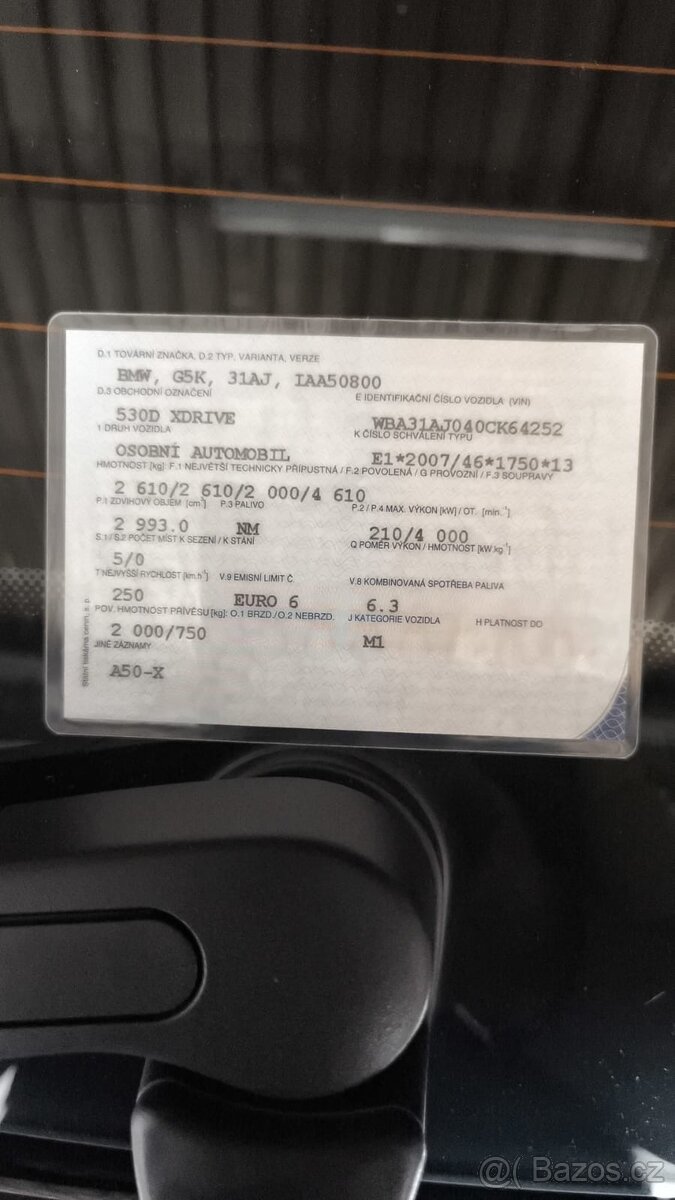 D.1 TOVÁRNÍ ZNAČKA, D.2 TYP, VARIANTA, VERZE
BMW, G5K, 31AJ, IAA50800
D.3 OBCHODNÍ OZNAČENÍ E IDENTIFIKAČNÍ ČÍSLO VOZIDLA (VIN)
530D XDRIVE WBA31AJ040CK64252
1 DRUH VOZIDLA K ČÍSLO SCHVÁLENÍ TYPU
OSOBNÍ AUTOMOBIL E1*2007/46*1750*13
HMOTNOST [kg]: F.1 NEJVĚTŠÍ TECHNICKY PŘÍPUSTNÁ / F.2 POVOLENÁ / G PROVOZNÍ / F.3 SOUPRAVY
2 610/2 610/2 000/4 610
P.1 ZDVIHOVÝ OBJEM [cm³] P.3 PALIVO P.2 / P.4 MAX. VÝKON [kW] / OT. [min.⁻¹]
2 993.0 NM 210/4 000
S.1 / S.2 POČET MÍST K SEZENÍ / K STÁNÍ Q POMĚR VÝKON / HMOTNOST [kW.kg⁻¹]
5/0
T NEJVYŠŠÍ RYCHLOST [km.h⁻¹] V.9 EMISNÍ LIMIT Č. V.8 KOMBINOVANÁ SPOTŘEBA PALIVA
250 EURO 6 6.3
POV. HMOTNOST PŘÍVĚSU [kg]: O.1 BRZD./O.2 NEBRZD. J KATEGORIE VOZIDLA H PLATNOST DO
2 000/750 M1
JINÉ ZÁZNAMY
A50-X
Státní tiskárna cenin, s. p.
@( Bazos.cz